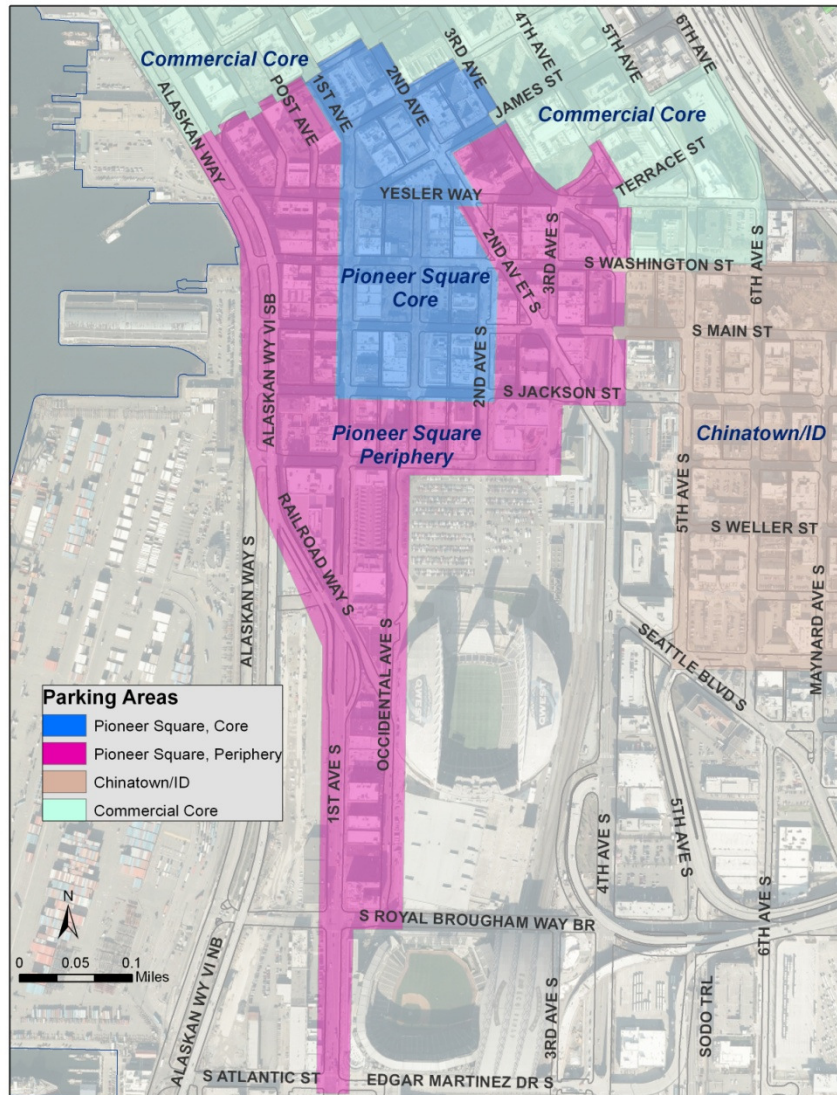 4TH AVE
5TH AVE
6TH AVE
3RD AVE
Commercial Core
2ND AVE
JAMES ST
POST AVE
1ST AVE
ALASKAN WAY
Commercial Core
TERRACE ST
YESLER WAY
2ND AV ET S
3RD AVE S
S WASHINGTON ST
6TH AVE S
Pioneer Square
Core
S MAIN ST
ALASKAN WY VI SB
2ND AVE S
S JACKSON ST
Pioneer Square
Periphery
Chinatown/ID
5TH AVE S
S WELLER ST
RAILROAD WAY S
ALASKAN WAY S
OCCIDENTAL AVE S
SEATTLE BLVD S
MAYNARD AVE S
Parking Areas
Pioneer Square, Core
Pioneer Square, Periphery
Chinatown/ID
Commercial Core
1ST AVE S
4TH AVE S
5TH AVE S
6TH AVE S
S ROYAL BROUGHAM WAY BR
N
0 0.05 0.1
Miles
ALASKAN WY VI NB
3RD AVE S
SODO TRL
S ATLANTIC ST
EDGAR MARTINEZ DR S